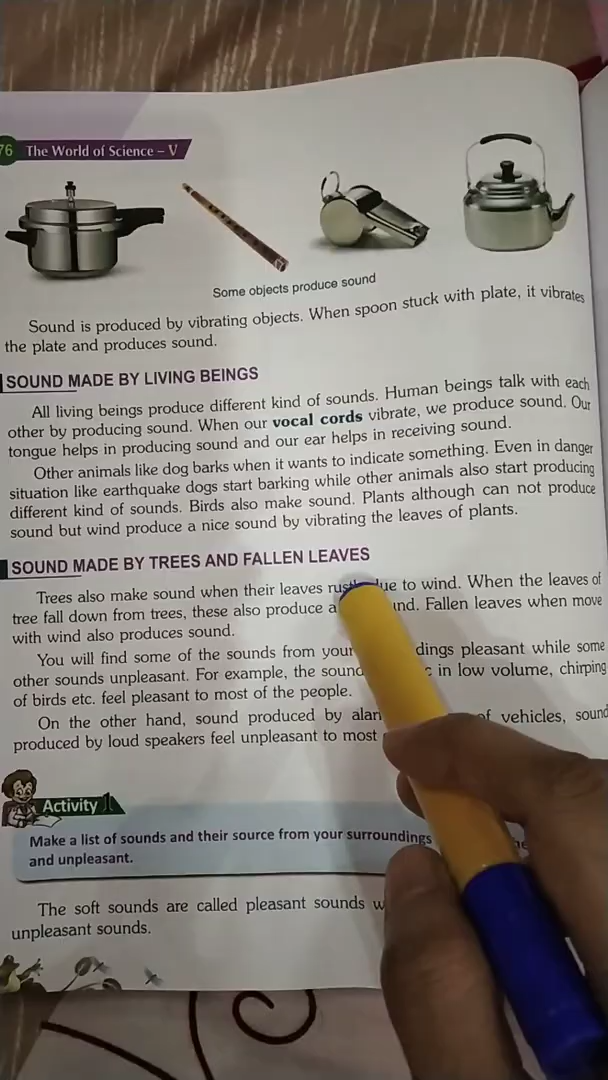 76 The World of Science – V
Some objects produce sound
Sound is produced by vibrating objects. When spoon stuck with plate, it vibrates
the plate and produces sound.
SOUND MADE BY LIVING BEINGS
All living beings produce different kind of sounds. Human beings talk with each
other by producing sound. When our vocal cords vibrate, we produce sound. Our
tongue helps in producing sound and our ear helps in receiving sound.
Other animals like dog barks when it wants to indicate something. Even in danger
situation like earthquake dogs start barking while other animals also start producing
different kind of sounds. Birds also make sound. Plants although can not produce
sound but wind produce a nice sound by vibrating the leaves of plants.
SOUND MADE BY TREES AND FALLEN LEAVES
Trees also make sound when their leaves due to wind. When the leaves of
tree fall down from trees, these also produce a Fallen leaves when move
with wind also produces sound.
You will find some of the sounds from your pleasant while some
other sounds unpleasant. For example, the sound in low volume, chirping
of birds etc. feel pleasant to most of the people.
On the other hand, sound produced by of vehicles, sound
produced by loud speakers feel unpleasant to most
Activity 1
Make a list of sounds and their source from your surroundings
and unpleasant.
The soft sounds are called pleasant sounds
unpleasant sounds.